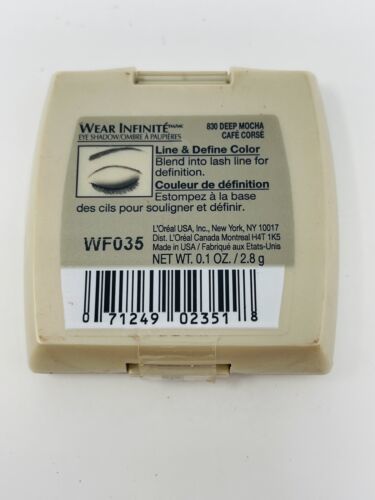 WEAR INFINITÉ™/MC
EYE SHADOW/OMBRE À PAUPIÈRES
830 DEEP MOCHA
CAFÉ CORSÉ
Line & Define Color
Blend into lash line for
definition.
Couleur de définition
Estompez à la base
des cils pour souligner et définir.
WF035
L'Oréal USA, Inc., New York, NY 10017
Dist. L'Oréal Canada Montreal H4T 1K5
Made in USA / Fabriqué aux Etats-Unis
NET WT. 0.1 OZ. / 2.8 g
0 71249 02351 8